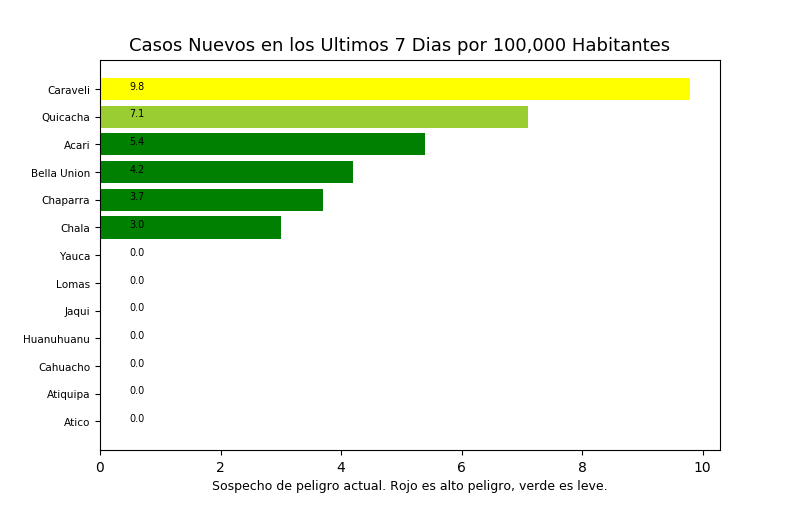 Casos Nuevos en los Ultimos 7 Dias por 100,000 Habitantes
Caraveli 9.8
Quicacha 7.1
Acari 5.4
Bella Union 4.2
Chaparra 3.7
Chala 3.0
Yauca 0.0
Lomas 0.0
Jaqui 0.0
Huanuhuanu 0.0
Cahuacho 0.0
Atiquipa 0.0
Atico 0.0
0 2 4 6 8 10
Sospecho de peligro actual. Rojo es alto peligro, verde es leve.